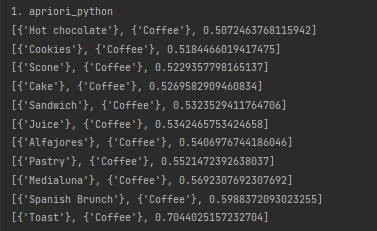 1. apriori_python
[{'Hot chocolate'}, {'Coffee'}, 0.5072463768115942]
[{'Cookies'}, {'Coffee'}, 0.5184466019417475]
[{'Scone'}, {'Coffee'}, 0.5229357798165137]
[{'Cake'}, {'Coffee'}, 0.5269582909460834]
[{'Sandwich'}, {'Coffee'}, 0.5323529411764706]
[{'Juice'}, {'Coffee'}, 0.5342465753424658]
[{'Alfajores'}, {'Coffee'}, 0.5406976744186046]
[{'Pastry'}, {'Coffee'}, 0.5521472392638037]
[{'Medialuna'}, {'Coffee'}, 0.5692307692307692]
[{'Spanish Brunch'}, {'Coffee'}, 0.5988372093023255]
[{'Toast'}, {'Coffee'}, 0.7044025157232704]